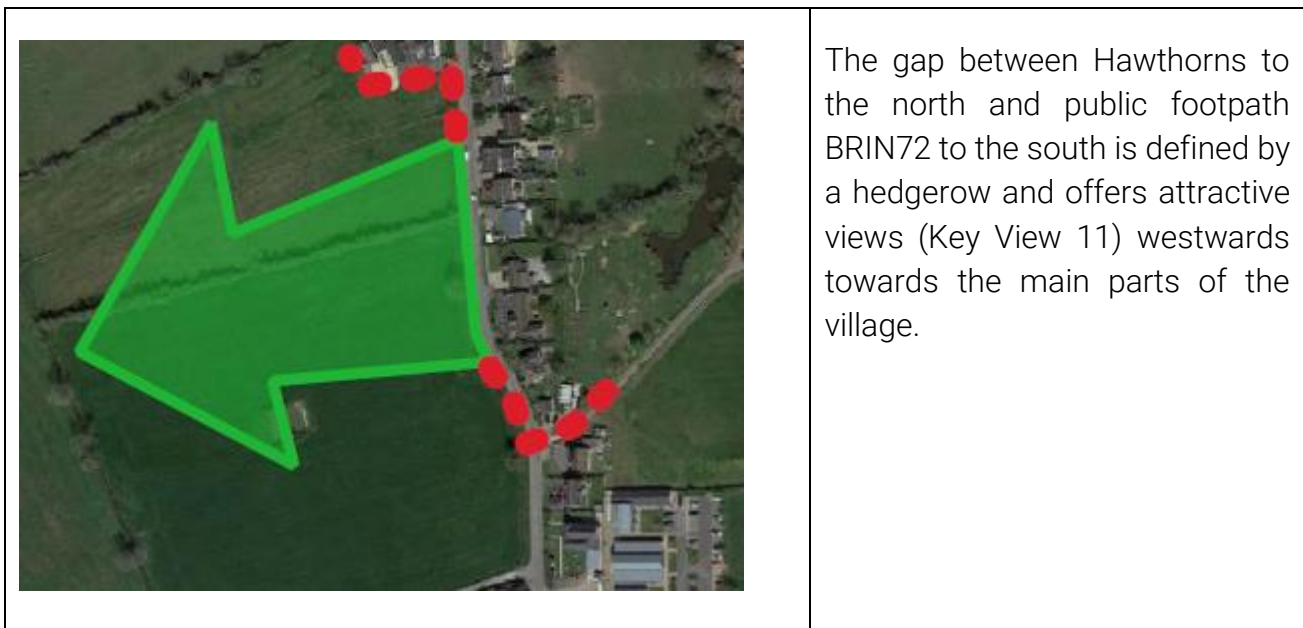 The gap between Hawthorns to
the north and public footpath
BRIN72 to the south is defined by
a hedgerow and offers attractive
views (Key View 11) westwards
towards the main parts of the
village.